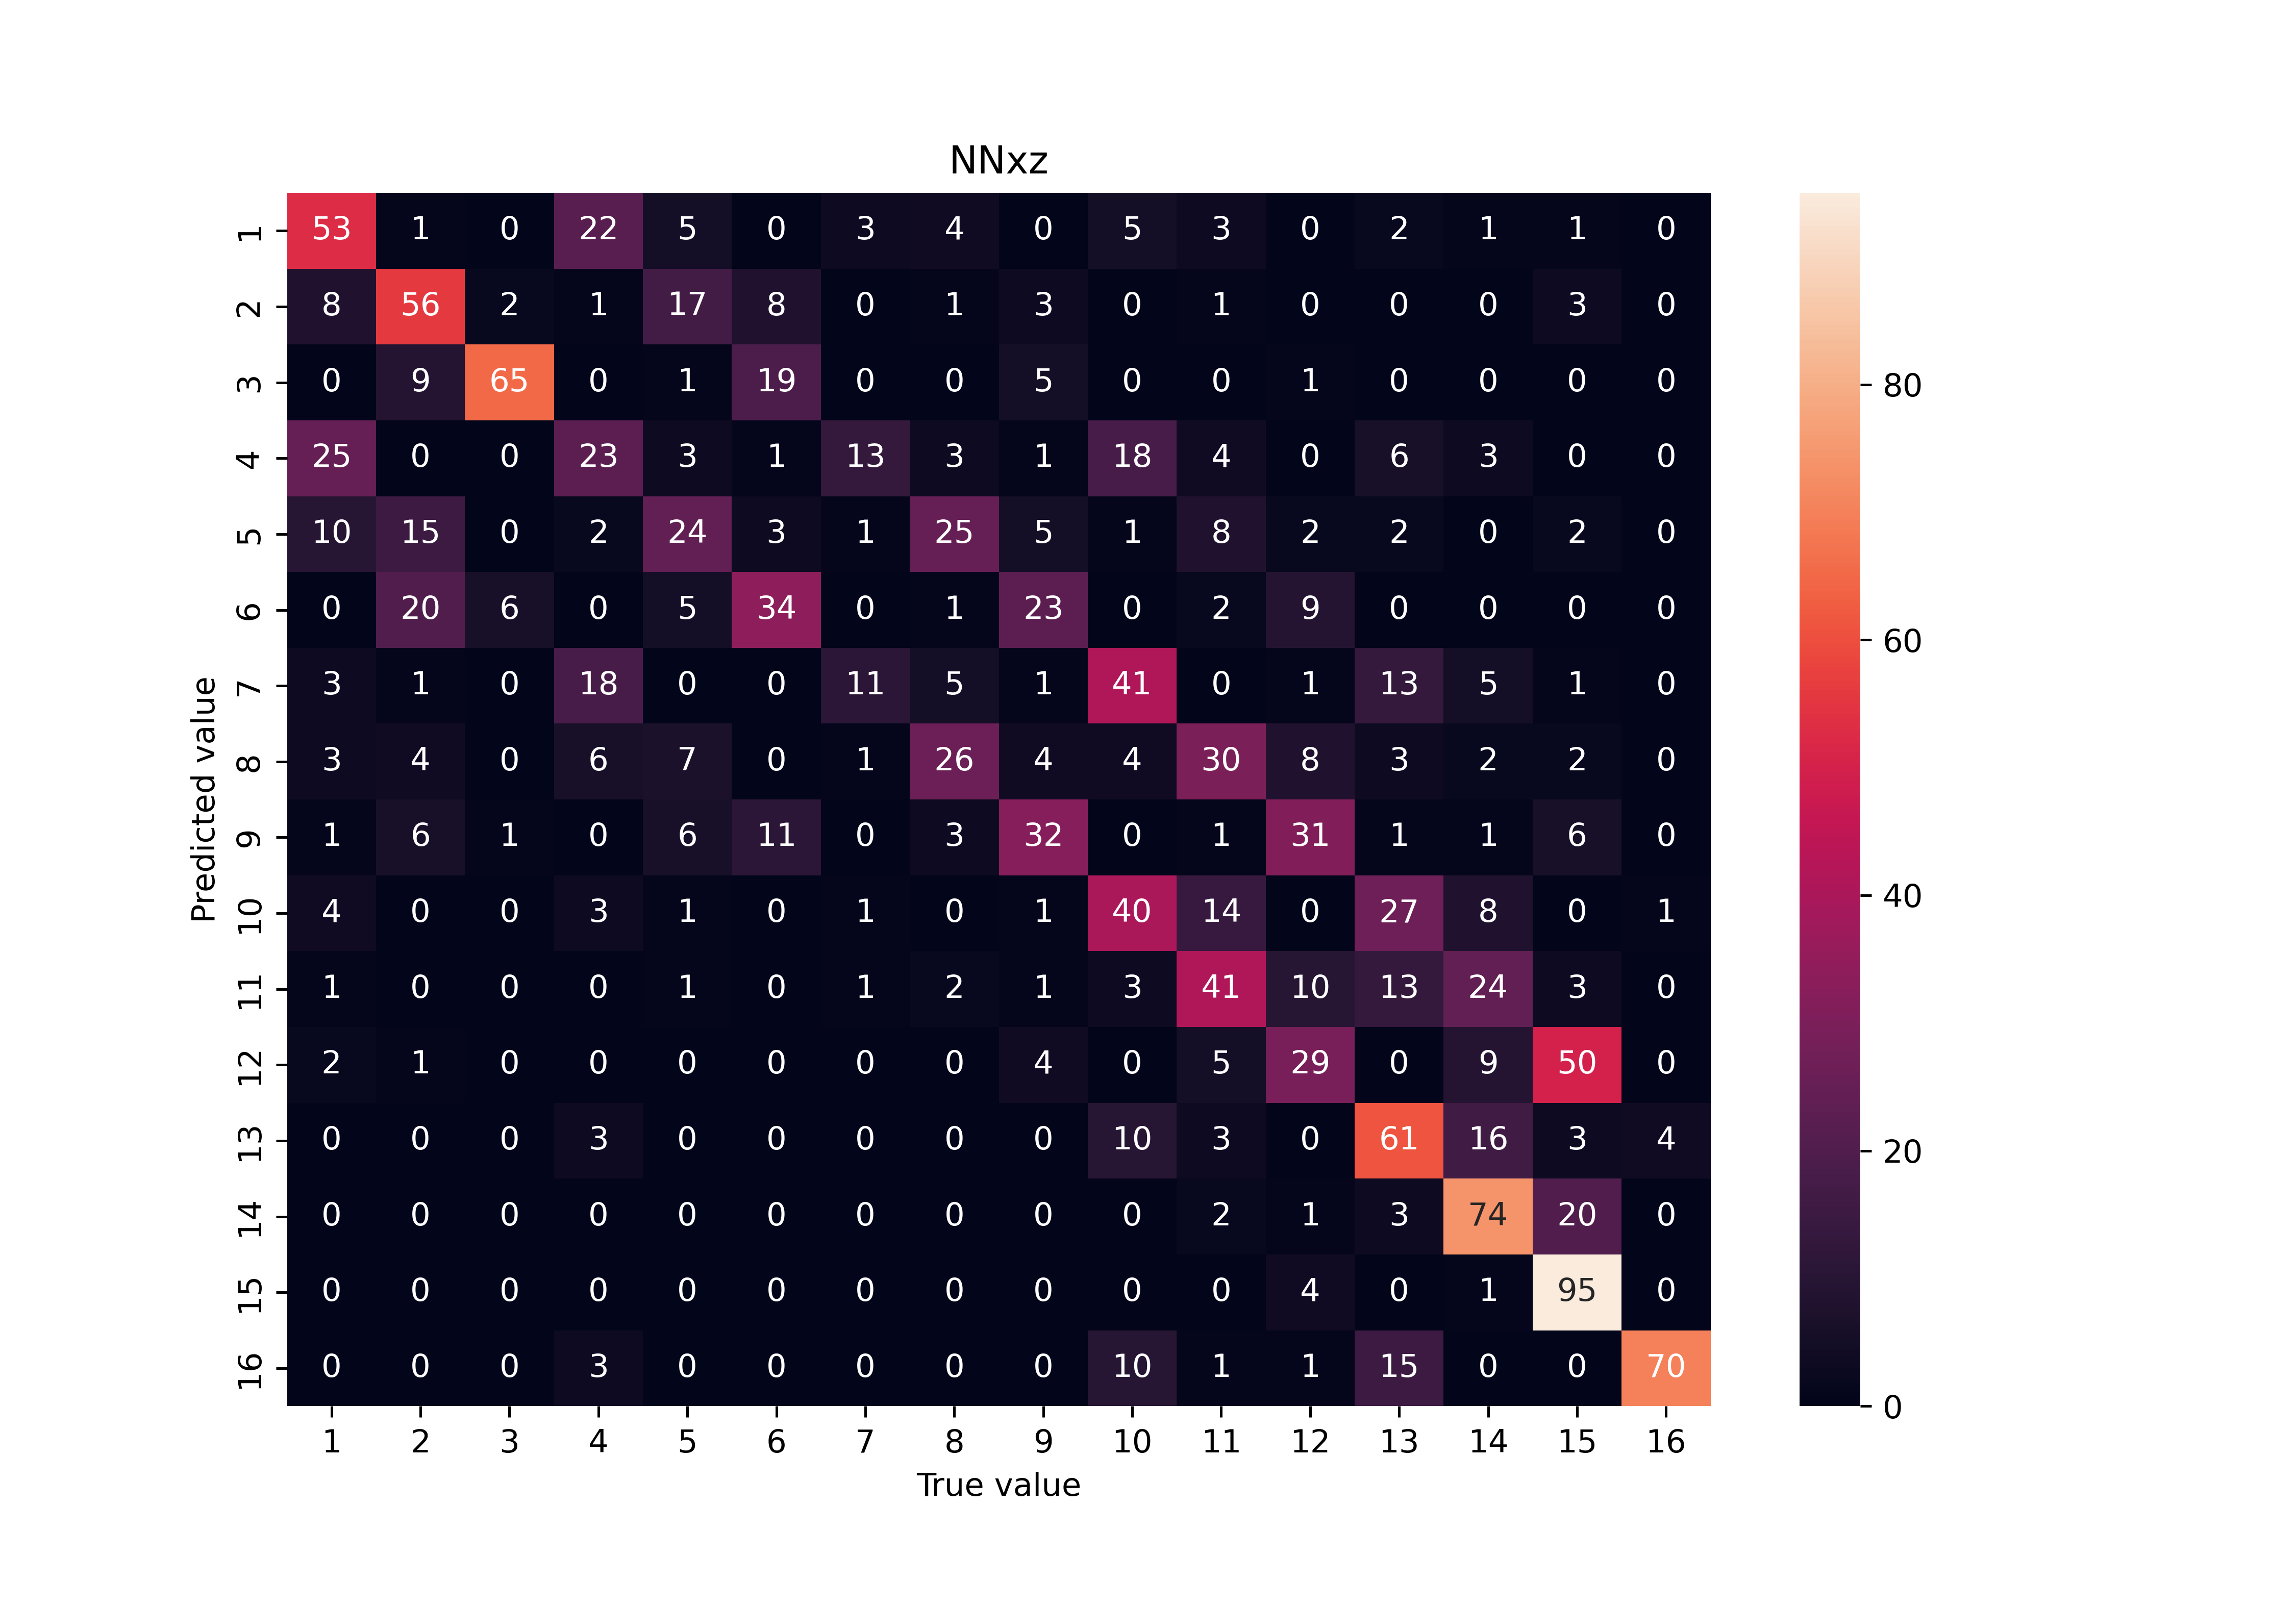 NNxz
1 53 1 0 22 5 0 3 4 0 5 3 0 2 1 1 0
2 8 56 2 1 17 8 0 1 3 0 1 0 0 0 3 0
3 0 9 65 0 1 19 0 0 5 0 0 1 0 0 0 0
80
4 25 0 0 23 3 1 13 3 1 18 4 0 6 3 0 0
5 10 15 0 2 24 3 1 25 5 1 8 2 2 0 2 0
6 0 20 6 0 5 34 0 1 23 0 2 9 0 0 0 0
60
7 3 1 0 18 0 0 11 5 1 41 0 1 13 5 1 0
8 3 4 0 6 7 0 1 26 4 4 30 8 3 2 2 0
Predicted value
9 1 6 1 0 6 11 0 3 32 0 1 31 1 1 6 0
40
10 4 0 0 3 1 0 1 0 1 40 14 0 27 8 0 1
11 1 0 0 0 1 0 1 2 1 3 41 10 13 24 3 0
12 2 1 0 0 0 0 0 0 4 0 5 29 0 9 50 0
13 0 0 0 3 0 0 0 0 0 10 3 0 61 16 3 4
20
14 0 0 0 0 0 0 0 0 0 0 2 1 3 74 20 0
15 0 0 0 0 0 0 0 0 0 0 0 4 0 1 95 0
16 0 0 0 3 0 0 0 0 0 10 1 1 15 0 0 70
0
1 2 3 4 5 6 7 8 9 10 11 12 13 14 15 16
True value